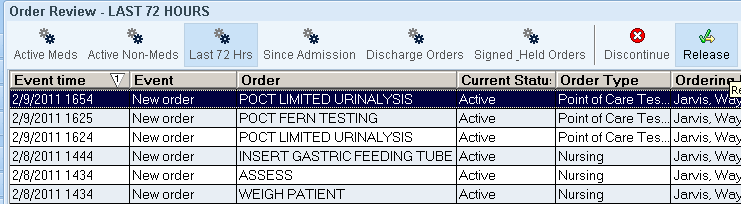 Order Review - LAST 72 HOURS
Active Meds Active Non-Meds Last 72 Hrs Since Admission Discharge Orders Signed_Held Orders Discontinue Release
Event time 1 Event Order Current Statu: Order Type Ordering
2/9/2011 1654 New order POCT LIMITED URINALYSIS Active Point of Care Tes... Jarvis, Way
2/9/2011 1625 New order POCT FERN TESTING Active Point of Care Tes... Jarvis, Way
2/9/2011 1624 New order POCT LIMITED URINALYSIS Active Point of Care Tes... Jarvis, Way
2/8/2011 1444 New order INSERT GASTRIC FEEDING TUBE Active Nursing Jarvis, Way
2/8/2011 1434 New order ASSESS Active Nursing Jarvis, Way
2/8/2011 1434 New order WEIGH PATIENT Active Nursing Jarvis, Way